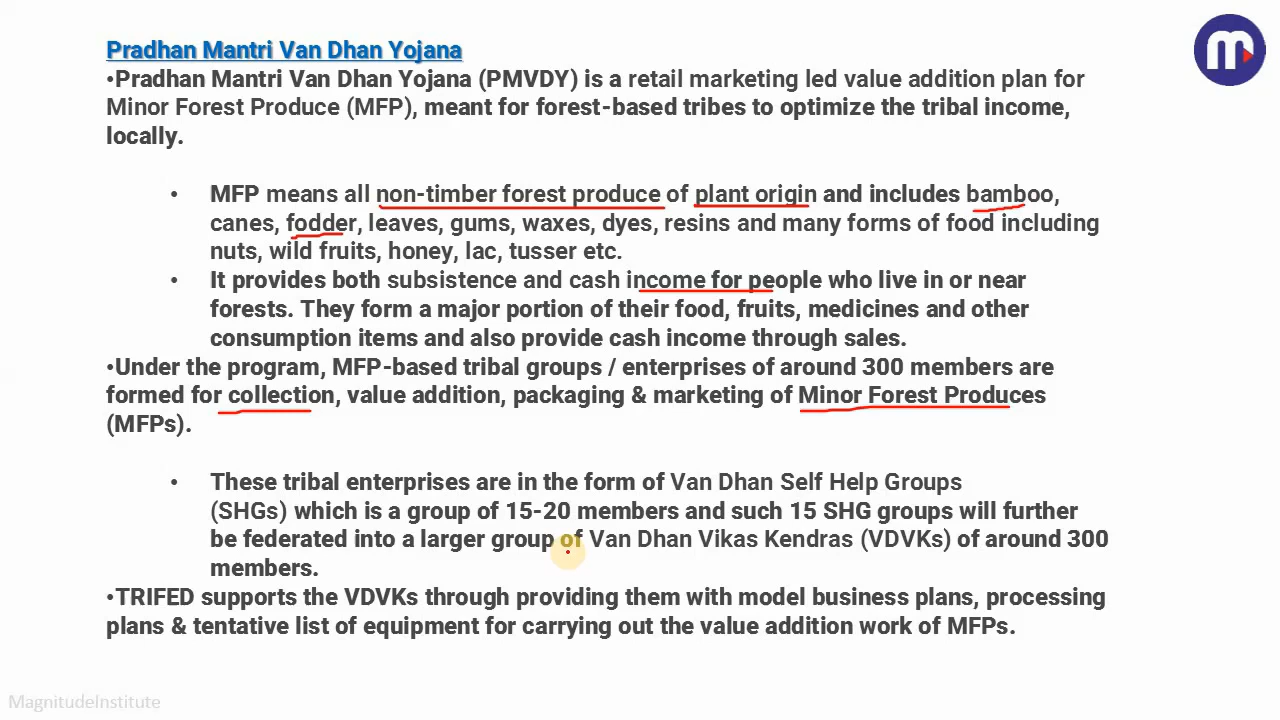 Pradhan Mantri Van Dhan Yojana
•Pradhan Mantri Van Dhan Yojana (PMVDY) is a retail marketing led value addition plan for
Minor Forest Produce (MFP), meant for forest-based tribes to optimize the tribal income,
locally.
• MFP means all non-timber forest produce of plant origin and includes bamboo,
canes, fodder, leaves, gums, waxes, dyes, resins and many forms of food including
nuts, wild fruits, honey, lac, tusser etc.
• It provides both subsistence and cash income for people who live in or near
forests. They form a major portion of their food, fruits, medicines and other
consumption items and also provide cash income through sales.
•Under the program, MFP-based tribal groups / enterprises of around 300 members are
formed for collection, value addition, packaging & marketing of Minor Forest Produces
(MFPs).
• These tribal enterprises are in the form of Van Dhan Self Help Groups
(SHGs) which is a group of 15-20 members and such 15 SHG groups will further
be federated into a larger group of Van Dhan Vikas Kendras (VDVKs) of around 300
members.
•TRIFED supports the VDVKs through providing them with model business plans, processing
plans & tentative list of equipment for carrying out the value addition work of MFPs.
MagnitudeInstitute